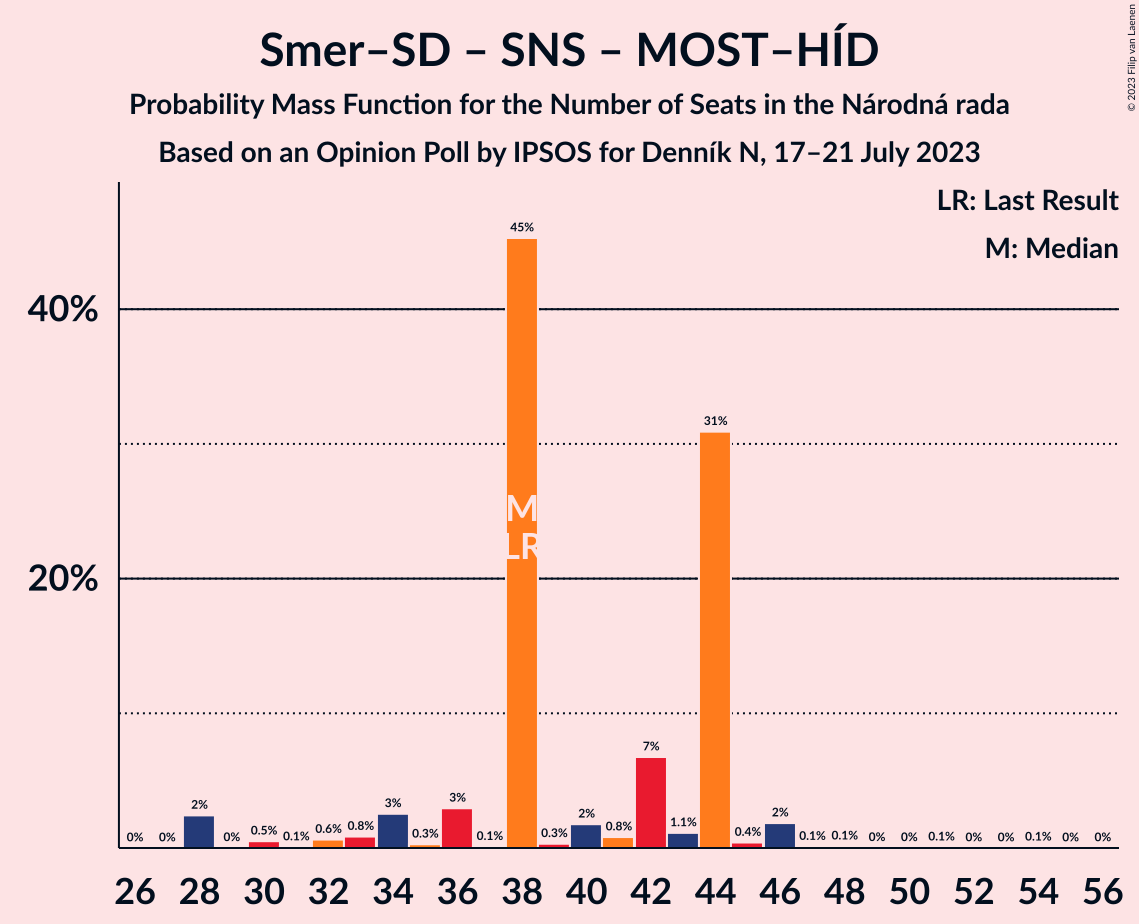 Smer–SD – SNS – MOST–HÍD
Probability Mass Function for the Number of Seats in the Národná rada
Based on an Opinion Poll by IPSOS for Denník N, 17–21 July 2023
© 2023 Filip van Laenen
LR: Last Result
M: Median
40%
20%
0% 0% 2% 0% 0.5% 0.1% 0.6% 0.8% 3% 0.3% 3% 0.1% 45% 0.3% 2% 0.8% 7% 1.1% 31% 0.4% 2% 0.1% 0.1% 0% 0% 0.1% 0% 0% 0.1% 0% 0%
M
LR
26 28 30 32 34 36 38 40 42 44 46 48 50 52 54 56